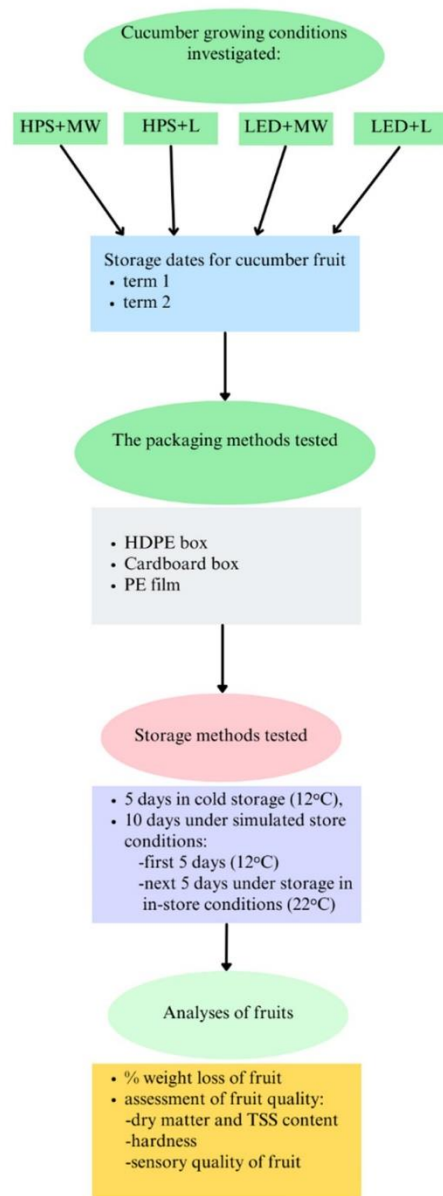 Cucumber growing conditions
investigated:
HPS+MW HPS+L LED+MW LED+L
Storage dates for cucumber fruit
• term 1
• term 2
The packaging methods tested
• HDPE box
• Cardboard box
• PE film
Storage methods tested
• 5 days in cold storage (12°C),
• 10 days under simulated store
conditions:
-first 5 days (12°C)
-next 5 days under storage in
in-store conditions (22°C)
Analyses of fruits
• % weight loss of fruit
• assessment of fruit quality:
-dry matter and TSS content
-hardness
-sensory quality of fruit